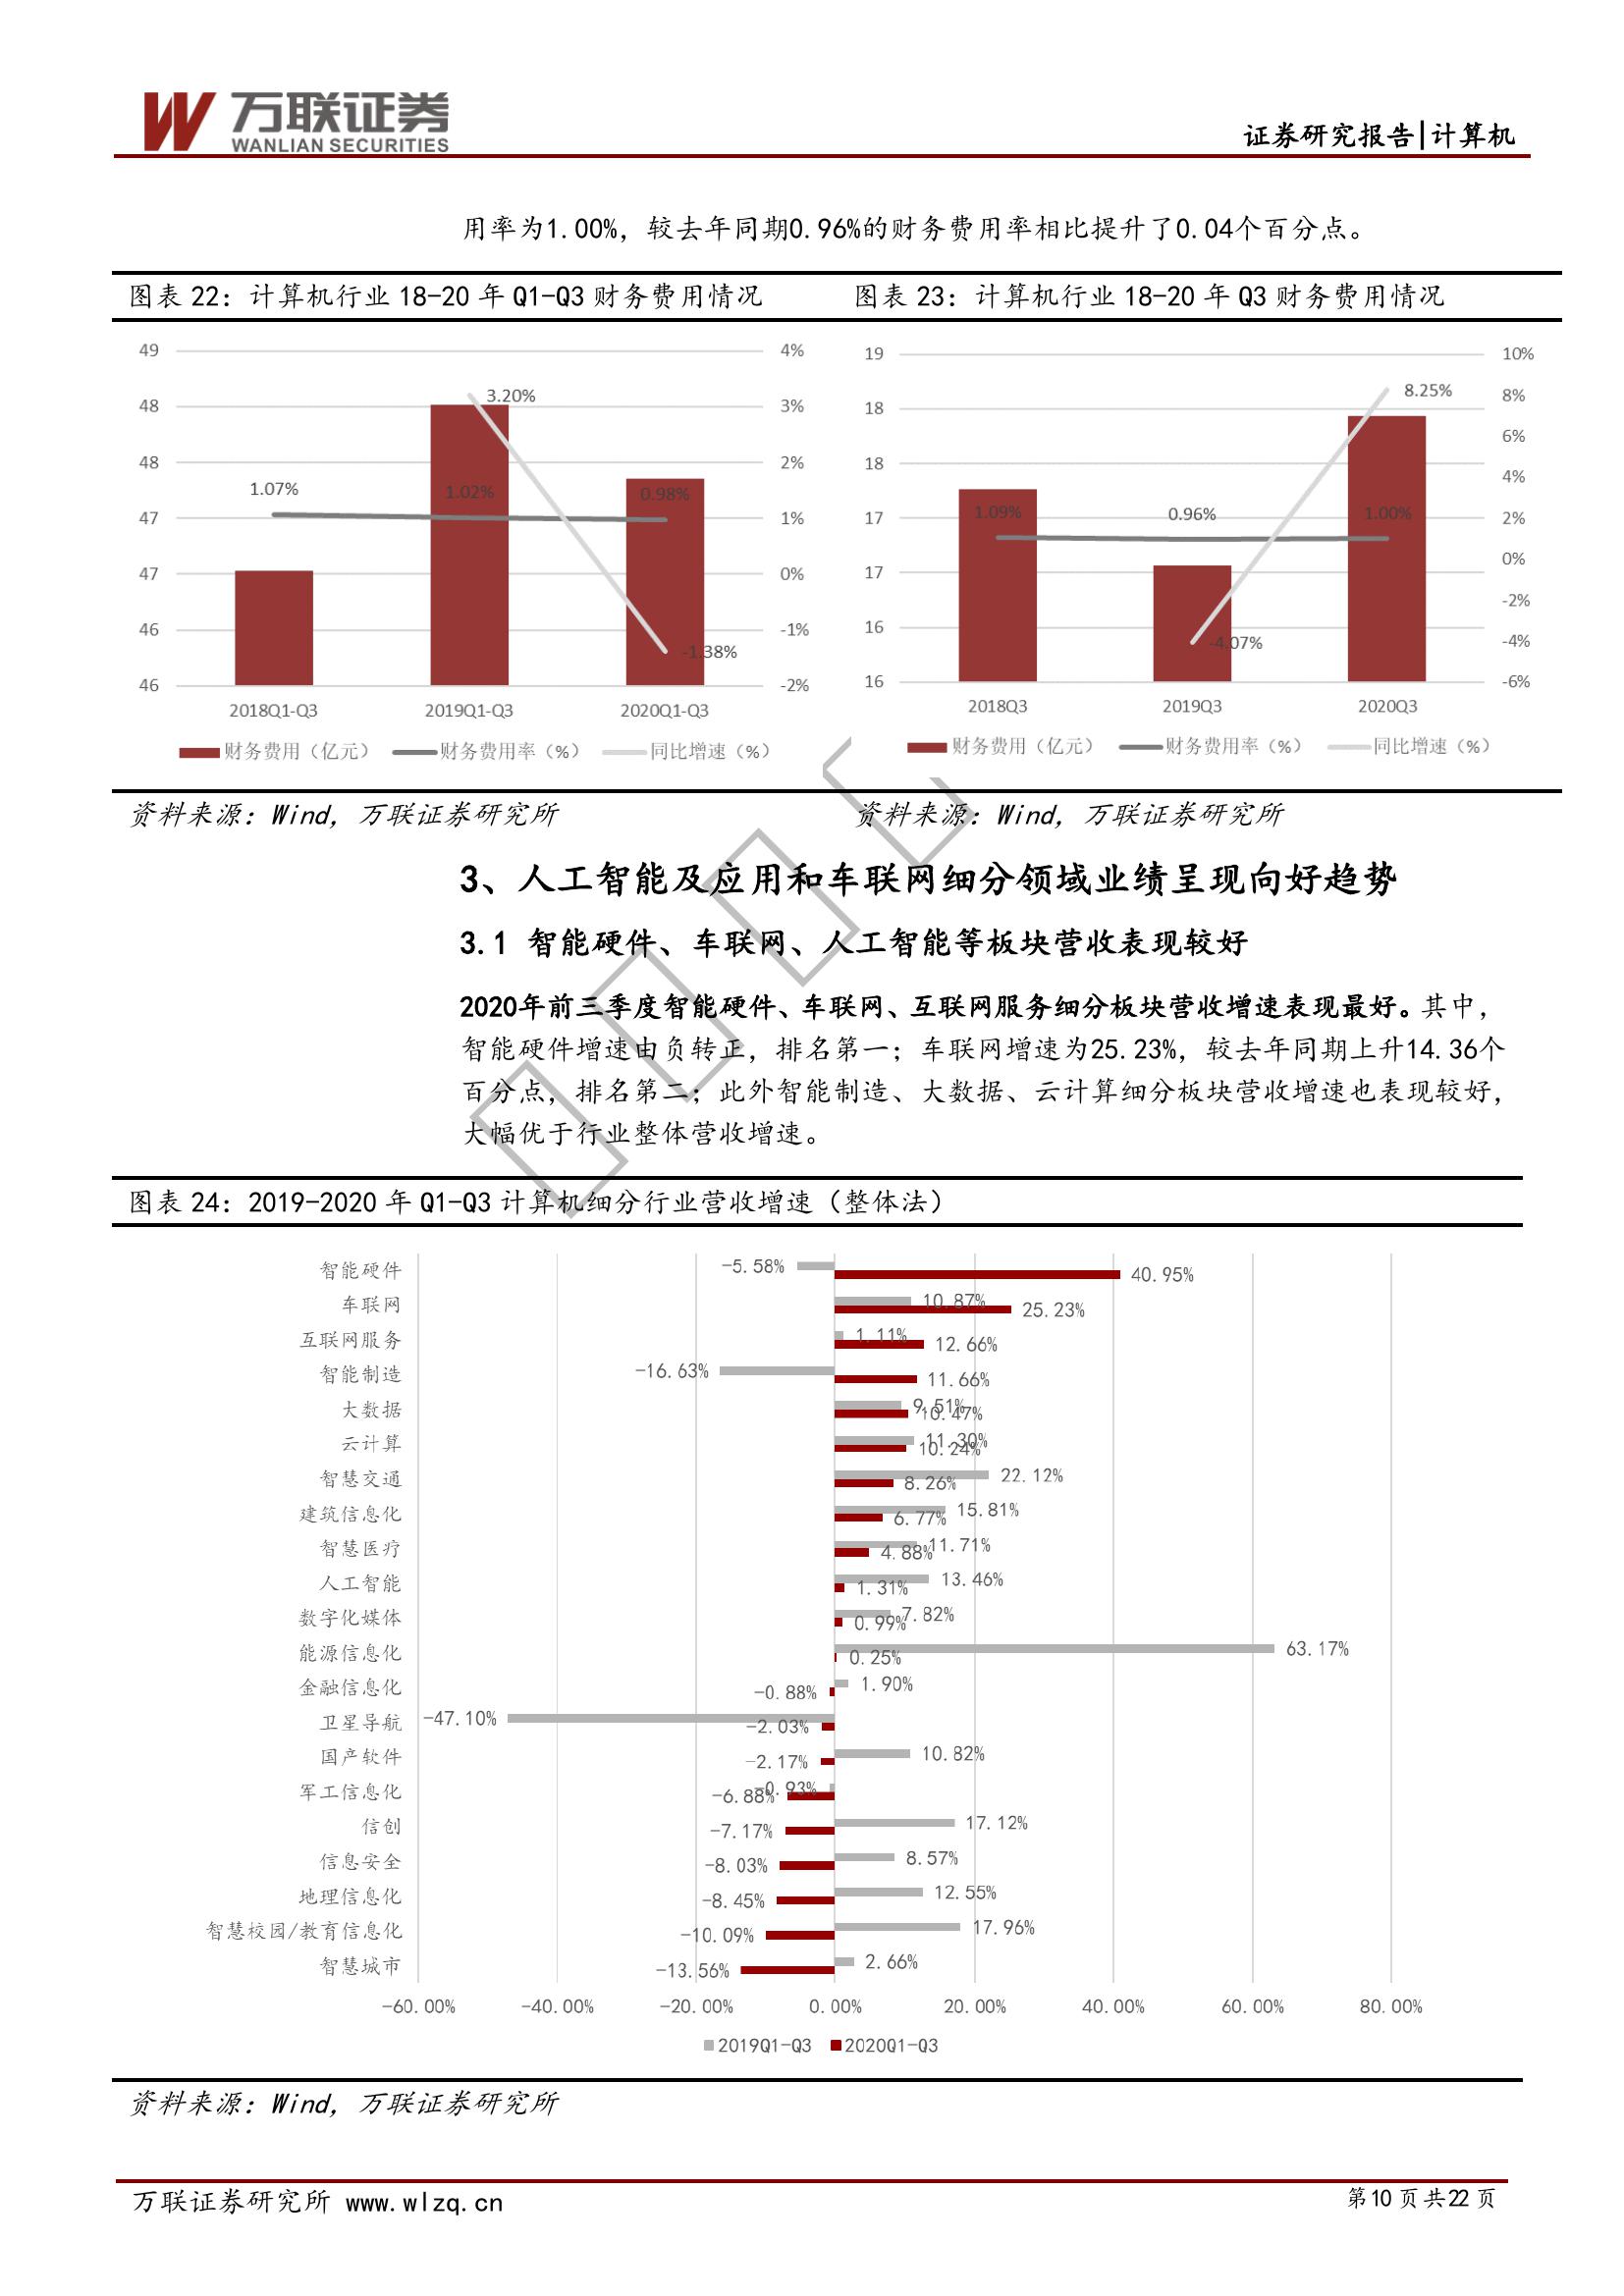 万联证券
WANLIAN SECURITIES
证券研究报告|计算机
用率为1.00%，较去年同期0.96%的财务费用率相比提升了0.04个百分点。
图表 22：计算机行业 18-20 年 Q1-Q3 财务费用情况
49
48
48
47
47
46
46
4%
3%
2%
1%
0%
-1%
-2%
3.20%
1.07%
1.02%
0.98%
-1.38%
2018Q1-Q3 2019Q1-Q3 2020Q1-Q3
财务费用（亿元） 财务费用率（%） 同比增速（%）
资料来源：Wind，万联证券研究所
图表 23：计算机行业 18-20 年 Q3 财务费用情况
19
18
18
17
17
16
16
10%
8%
6%
4%
2%
0%
-2%
-4%
-6%
8.25%
1.09%
0.96%
1.00%
-4.07%
2018Q3 2019Q3 2020Q3
财务费用（亿元） 财务费用率（%） 同比增速（%）
资料来源：Wind，万联证券研究所
3、人工智能及应用和车联网细分领域业绩呈现向好趋势
3.1 智能硬件、车联网、人工智能等板块营收表现较好
2020年前三季度智能硬件、车联网、互联网服务细分板块营收增速表现最好。其中，
智能硬件增速由负转正，排名第一；车联网增速为25.23%，较去年同期上升14.36个
百分点，排名第二；此外智能制造、大数据、云计算细分板块营收增速也表现较好，
大幅优于行业整体营收增速。
图表 24：2019-2020 年 Q1-Q3 计算机细分行业营收增速（整体法）
智能硬件 -5.58% 40.95%
车联网 10.87% 25.23%
互联网服务 1.11% 12.66%
智能制造 -16.63% 11.66%
大数据 9.51% 10.47%
云计算 11.30% 10.24%
智慧交通 22.12% 8.26%
建筑信息化 15.81% 6.77%
智慧医疗 11.71% 4.88%
人工智能 13.46% 1.31%
数字化媒体 7.82% 0.99%
能源信息化 63.17% 0.25%
金融信息化 1.90% -0.88%
卫星导航 -47.10% -2.03%
国产软件 10.82% -2.17%
军工信息化 -0.93% -6.88%
信创 17.12% -7.17%
信息安全 8.57% -8.03%
地理信息化 12.55% -8.45%
智慧校园/教育信息化 17.96% -10.09%
智慧城市 2.66% -13.56%
-60.00% -40.00% -20.00% 0.00% 20.00% 40.00% 60.00% 80.00%
2019Q1-Q3 2020Q1-Q3
资料来源：Wind，万联证券研究所
万联证券研究所 www.wlzq.cn
第10页共22页